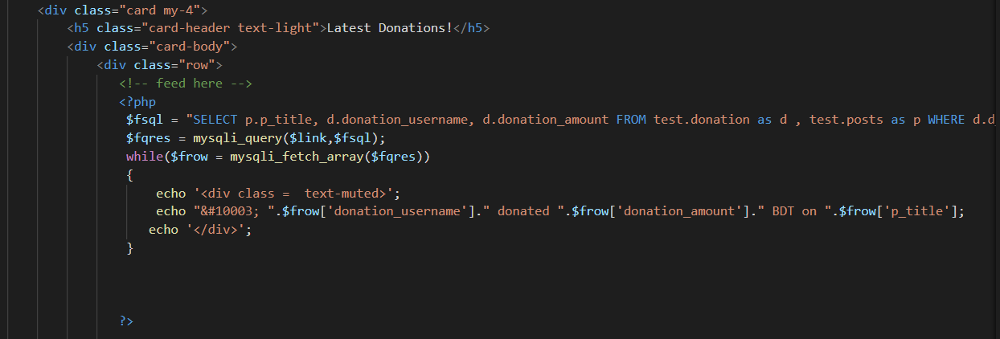 <div class="card my-4">
<h5 class="card-header text-light">Latest Donations!</h5>
<div class="card-body">
<div class="row">
<!-- feed here -->
<?php
$fsql = "SELECT p.p_title, d.donation_username, d.donation_amount FROM test.donation as d , test.posts as p WHERE d.d_
$fqres = mysqli_query($link,$fsql);
while($frow = mysqli_fetch_array($fqres))
{
echo '<div class =  text-muted>';
echo "&#10003; ".$frow['donation_username']." donated ".$frow['donation_amount']." BDT on ".$frow['p_title'];
echo '</div>';
}
?>